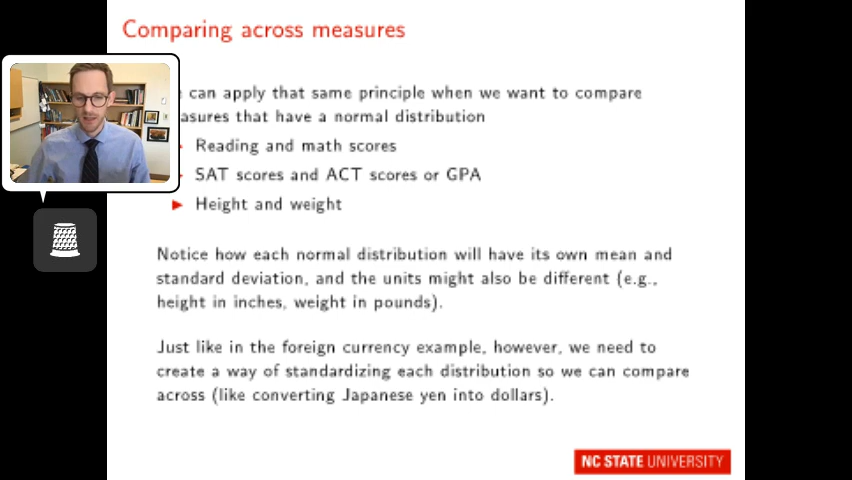 Comparing across measures
can apply that same principle when we want to compare
asures that have a normal distribution
Reading and math scores
SAT scores and ACT scores or GPA
Height and weight
Notice how each normal distribution will have its own mean and
standard deviation, and the units might also be different (e.g.,
height in inches, weight in pounds).
Just like in the foreign currency example, however, we need to
create a way of standardizing each distribution so we can compare
across (like converting Japanese yen into dollars).
NC STATE UNIVERSITY